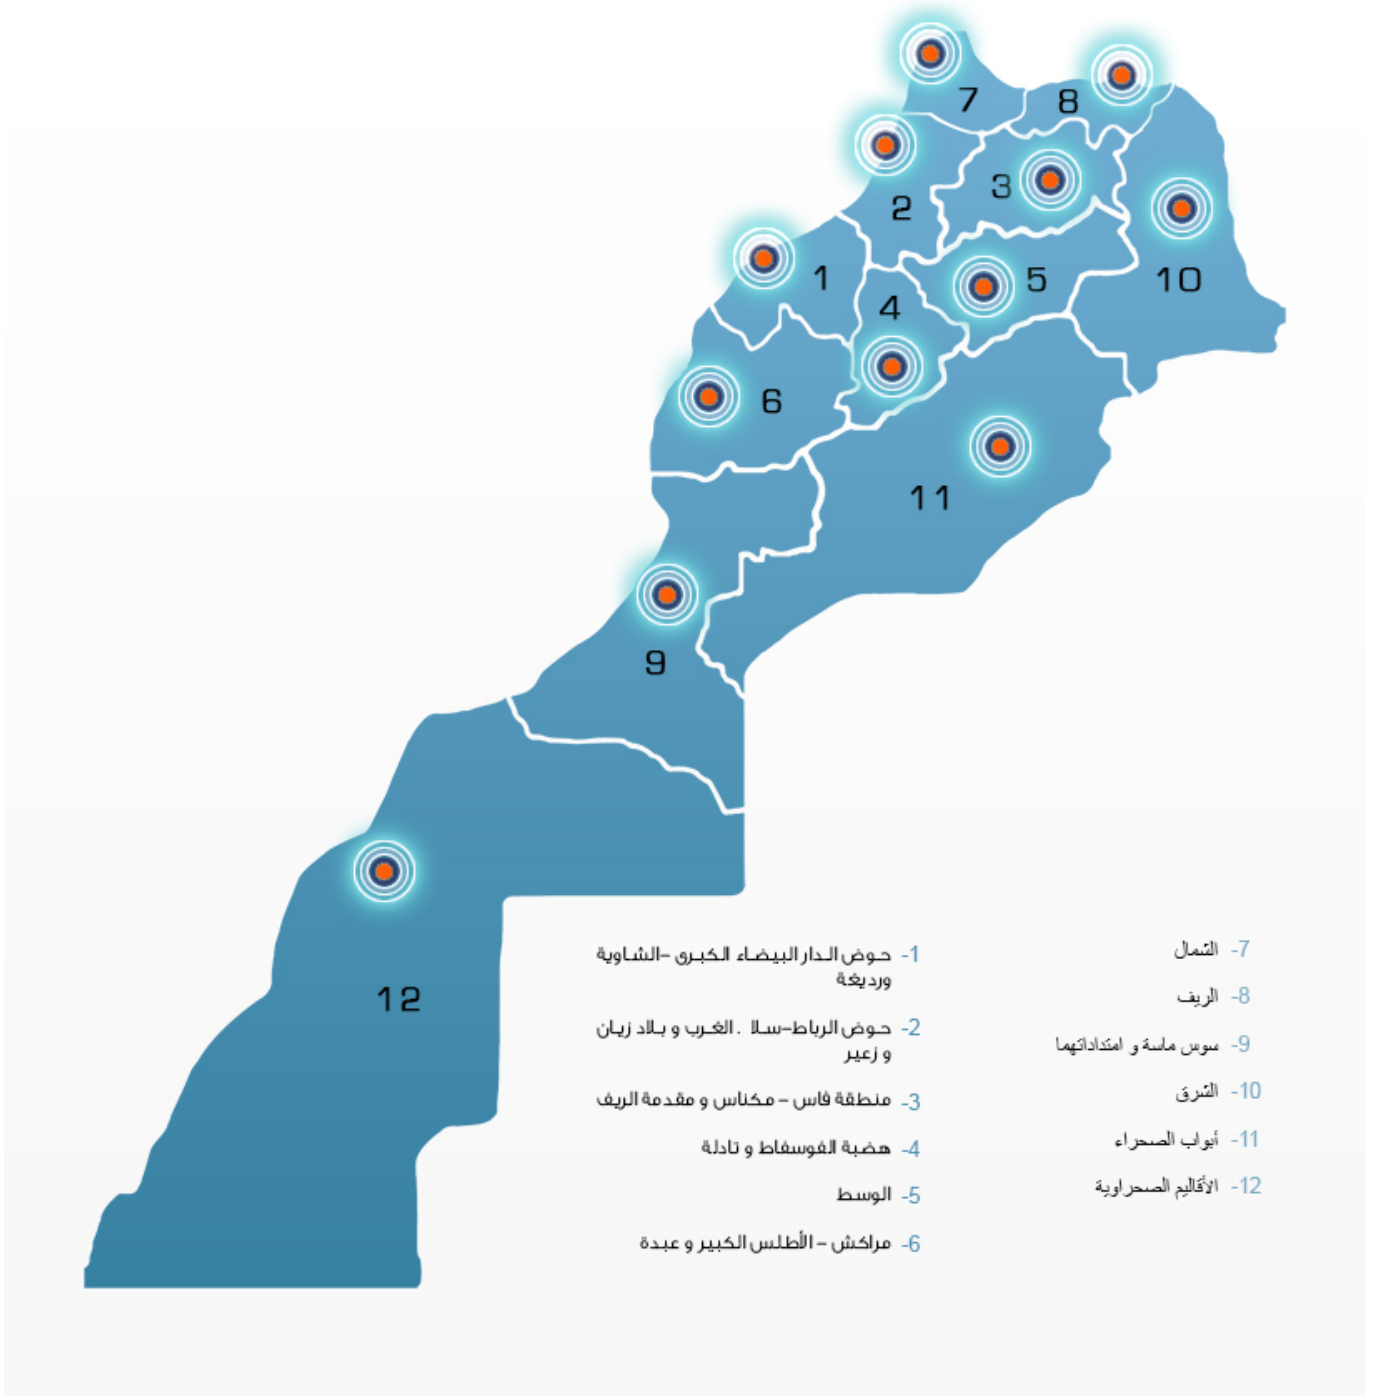 7
8
2
3
1
5
10
4
6
11
9
12
1- حوض الدار البيضاء الكبرى –الشاوية
ورديغة
2- حوض الرباط–سلا . الغرب و بلاد زيان
و زعير
3- منطقة فاس – مكناس و مقدمة الريف
4- هضبة الفوسفاط و تادلة
5- الوسط
6- مراكش – الأطلس الكبير و عبدة
7- الشمال
8- الريف
9- سوس ماسة و امتداداتهما
10- الشرق
11- أبواب الصحراء
12- الأقاليم الصحراوية